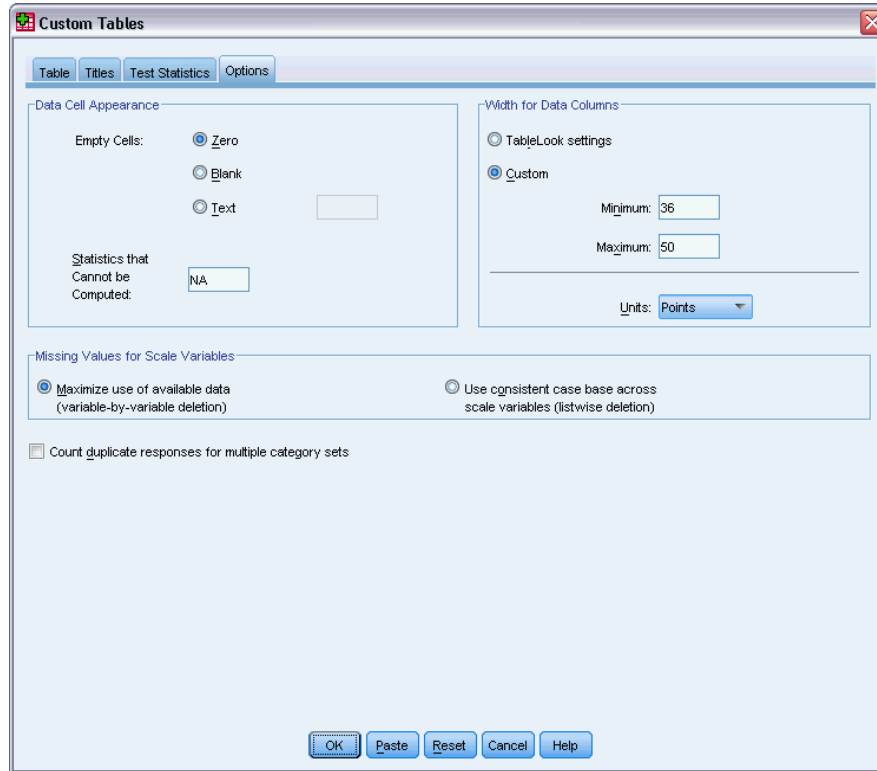 Custom Tables
Table Titles Test Statistics Options
Data Cell Appearance
Empty Cells:
Zero
Blank
Text
Statistics that
Cannot be
Computed:
NA
Width for Data Columns
TableLook settings
Custom
Minimum: 36
Maximum: 50
Units: Points
Missing Values for Scale Variables
Maximize use of available data
(variable-by-variable deletion)
Use consistent case base across
scale variables (listwise deletion)
Count duplicate responses for multiple category sets
OK Paste Reset Cancel Help